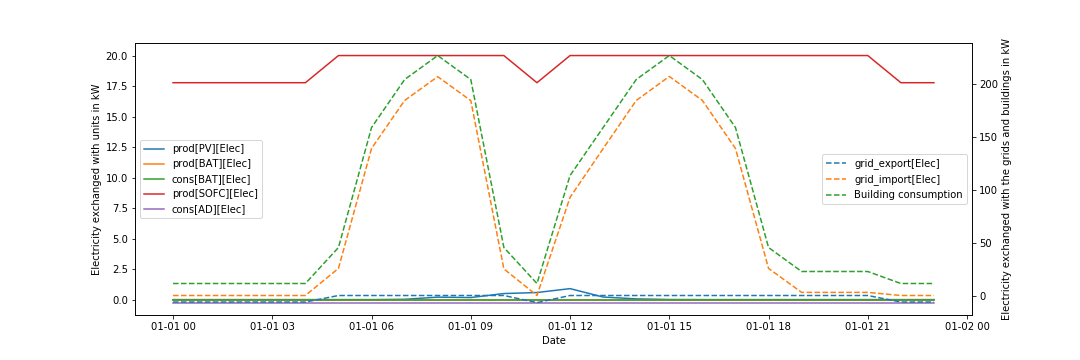 Electricity exchanged with units in kW
20.0
17.5
15.0
12.5
10.0
7.5
5.0
2.5
0.0
prod[PV][Elec]
prod[BAT][Elec]
cons[BAT][Elec]
prod[SOFC][Elec]
cons[AD][Elec]
grid_export[Elec]
grid_import[Elec]
Building consumption
200
150
100
50
0
Electricity exchanged with the grids and buildings in kW
01-01 00 01-01 03 01-01 06 01-01 09 01-01 12 01-01 15 01-01 18 01-01 21 01-02 00
Date